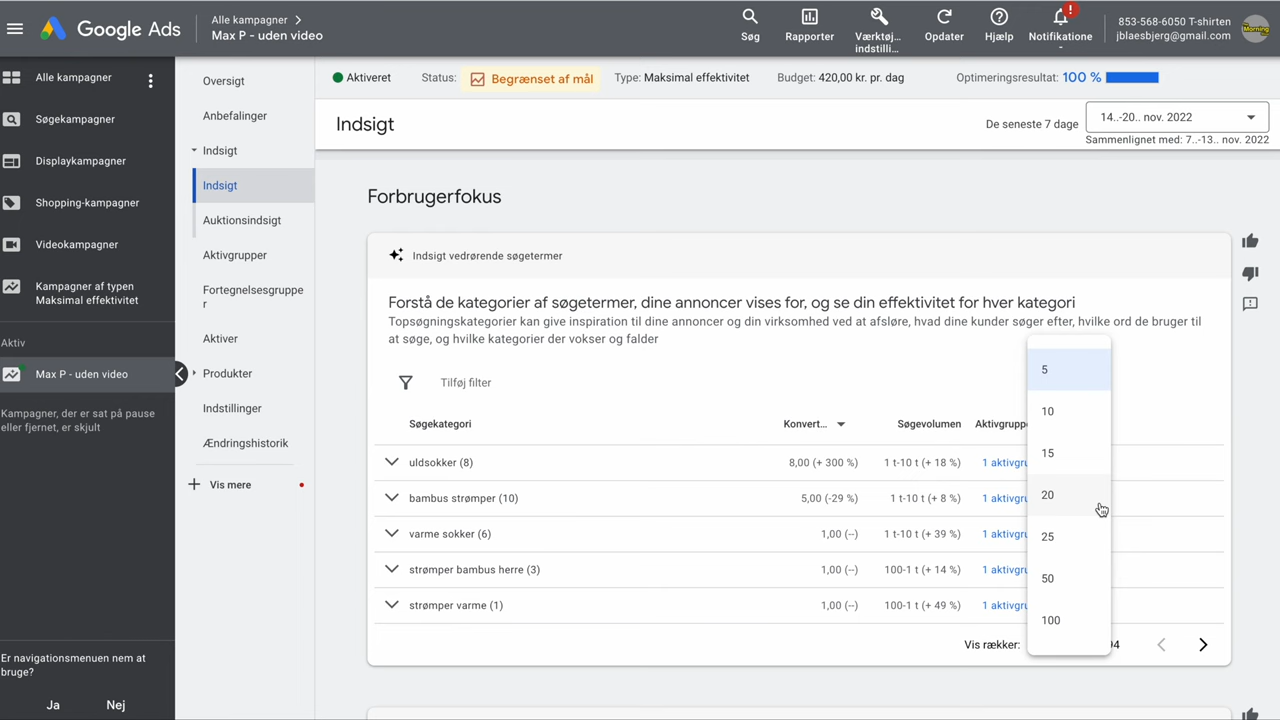 Google Ads
Alle kampagner
Max P - uden video
Søg
Rapporter
Værktøj...
indstilli...
Opdater
Hjælp
!
Notifikatione
-
853-568-6050 T-shirten
jblaesbjerg@gmail.com
Morning
Alle kampagner
Søgekampagner
Displaykampagner
Shopping-kampagner
Videokampagner
Kampagner af typen
Maksimal effektivitet
Aktiv
Max P - uden video
Kampagner, der er sat på pause
eller fjernet, er skjult
Er navigationsmenuen nem at
bruge?
Ja
Nej
Oversigt
Anbefalinger
Indsigt
Indsigt
Auktionsindsigt
Aktivgrupper
Fortegnelsesgruppe
r
Aktiver
Produkter
Indstillinger
Ændringshistorik
Vis mere
Aktiveret
Status:
Begrænset af mål
Type: Maksimal effektivitet
Budget: 420,00 kr. pr. dag
Optimeringsresultat: 100 %
Indsigt
De seneste 7 dage
14..-20.. nov. 2022
Sammenlignet med: 7..-13.. nov. 2022
Forbrugerfokus
Indsigt vedrørende søgetermer
Forstå de kategorier af søgetermer, dine annoncer vises for, og se din effektivitet for hver kategori
Topsøgningskategorier kan give inspiration til dine annoncer og din virksomhed ved at afsløre, hvad dine kunder søger efter, hvilke ord de bruger til
at søge, og hvilke kategorier der vokser og falder
Tilføj filter
Søgekategori
Konvert...
Søgevolumen
Aktivgruppe
uldsokker (8)
8,00 (+ 300 %)
1 t-10 t (+ 18 %)
1 aktivgru
bambus strømper (10)
5,00 (-29 %)
1 t-10 t (+ 8 %)
1 aktivgru
varme sokker (6)
1,00 (--)
1 t-10 t (+ 39 %)
1 aktivgru
strømper bambus herre (3)
1,00 (--)
100-1 t (+ 14 %)
1 aktivgru
strømper varme (1)
1,00 (--)
100-1 t (+ 49 %)
1 aktivgru
Vis rækker:
94
5
10
15
20
25
50
100